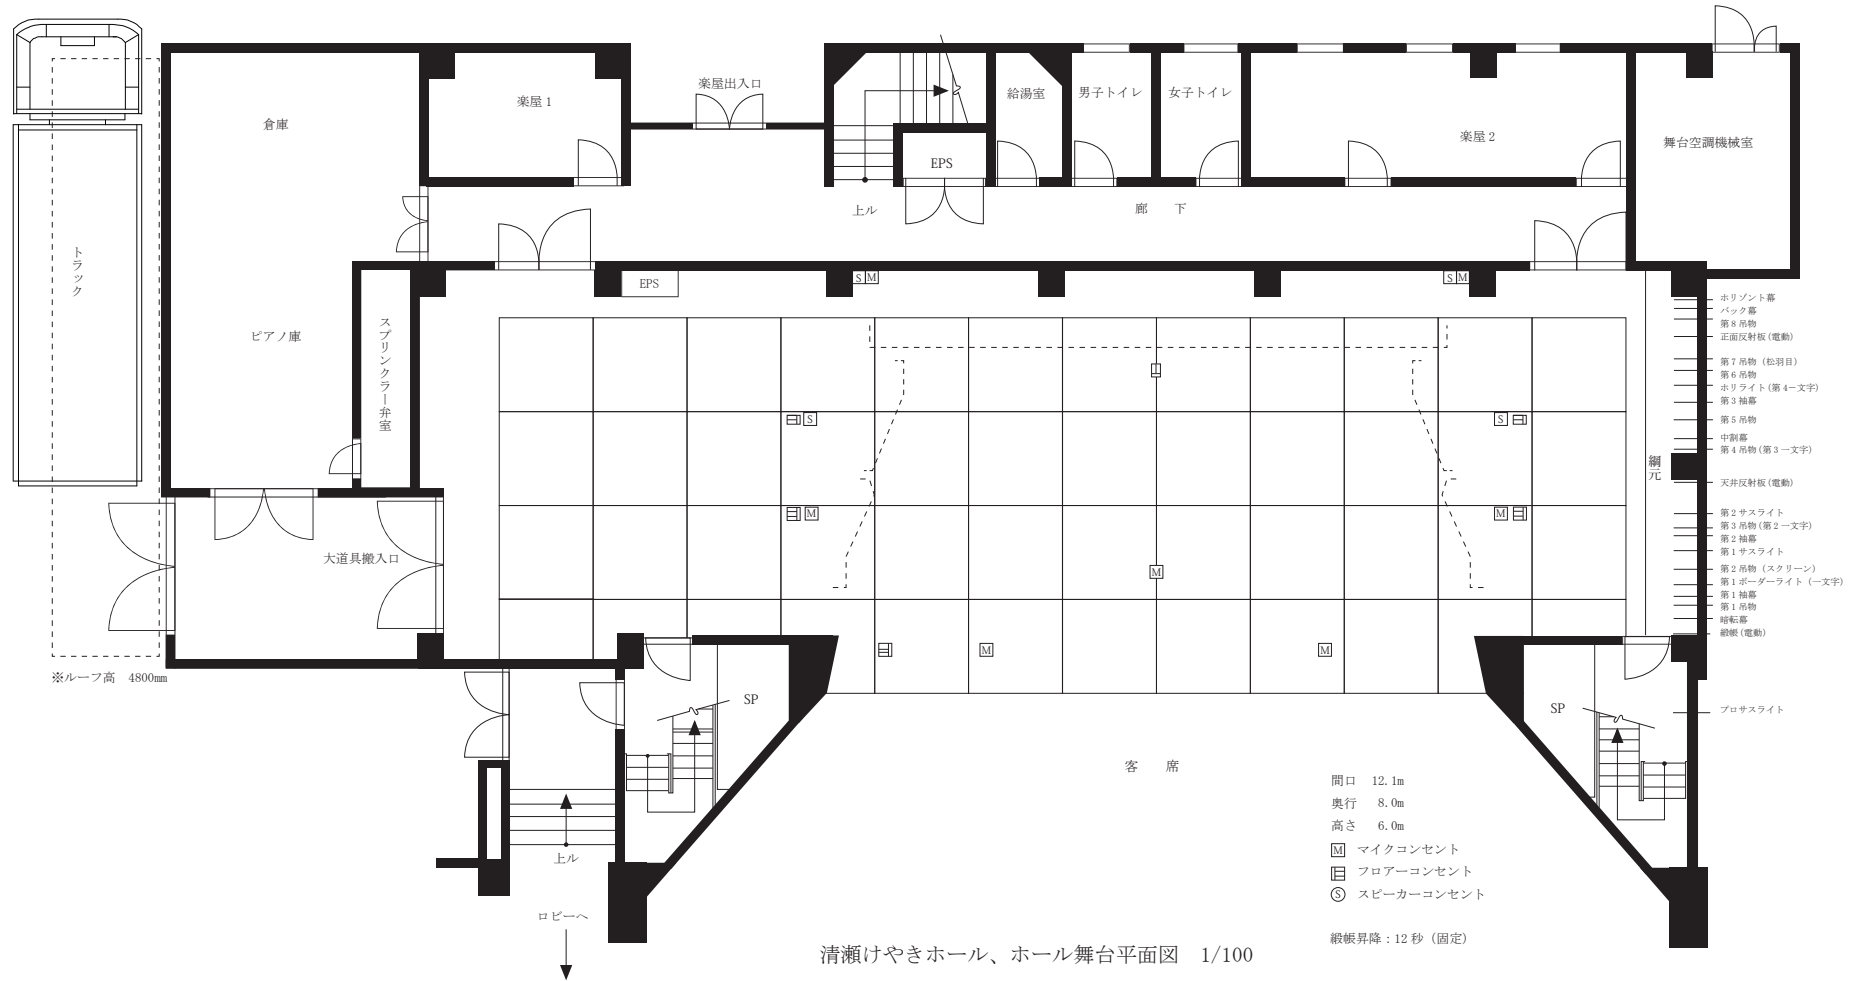 倉庫
楽屋 1
楽屋出入口
給湯室
男子トイレ
女子トイレ
楽屋 2
舞台空調機械室
EPS
上ル
廊 下
トラック
EPS
S M
S M
ピアノ庫
スプリンクラー弁室
ホリゾント幕
バック幕
第 8 吊物
正面反射板(電動)
第 7 吊物 (松羽目)
第 6 吊物
ホリライト(第 4 一文字)
第 3 袖幕
第 5 吊物
中割幕
第 4 吊物(第 3 一文字)
天井反射板(電動)
第 2 サスライト
第 3 吊物(第 2 一文字)
第 2 袖幕
第 1 サスライト
第 2 吊物 (スクリーン)
第 1 ボーダーライト (一文字)
第 1 袖幕
第 1 吊物
暗転幕
緞帳(電動)
プロサスライト
綱元
S
S
M
M
大道具搬入口
M
M
M
※ルーフ高 4800mm
SP
SP
客 席
上ル
ロビーへ
間口 12.1m
奥行 8.0m
高さ 6.0m
M マイクコンセント
フロアーコンセント
S スピーカーコンセント
緞帳昇降：12 秒（固定）
清瀬けやきホール、ホール舞台平面図 1/100